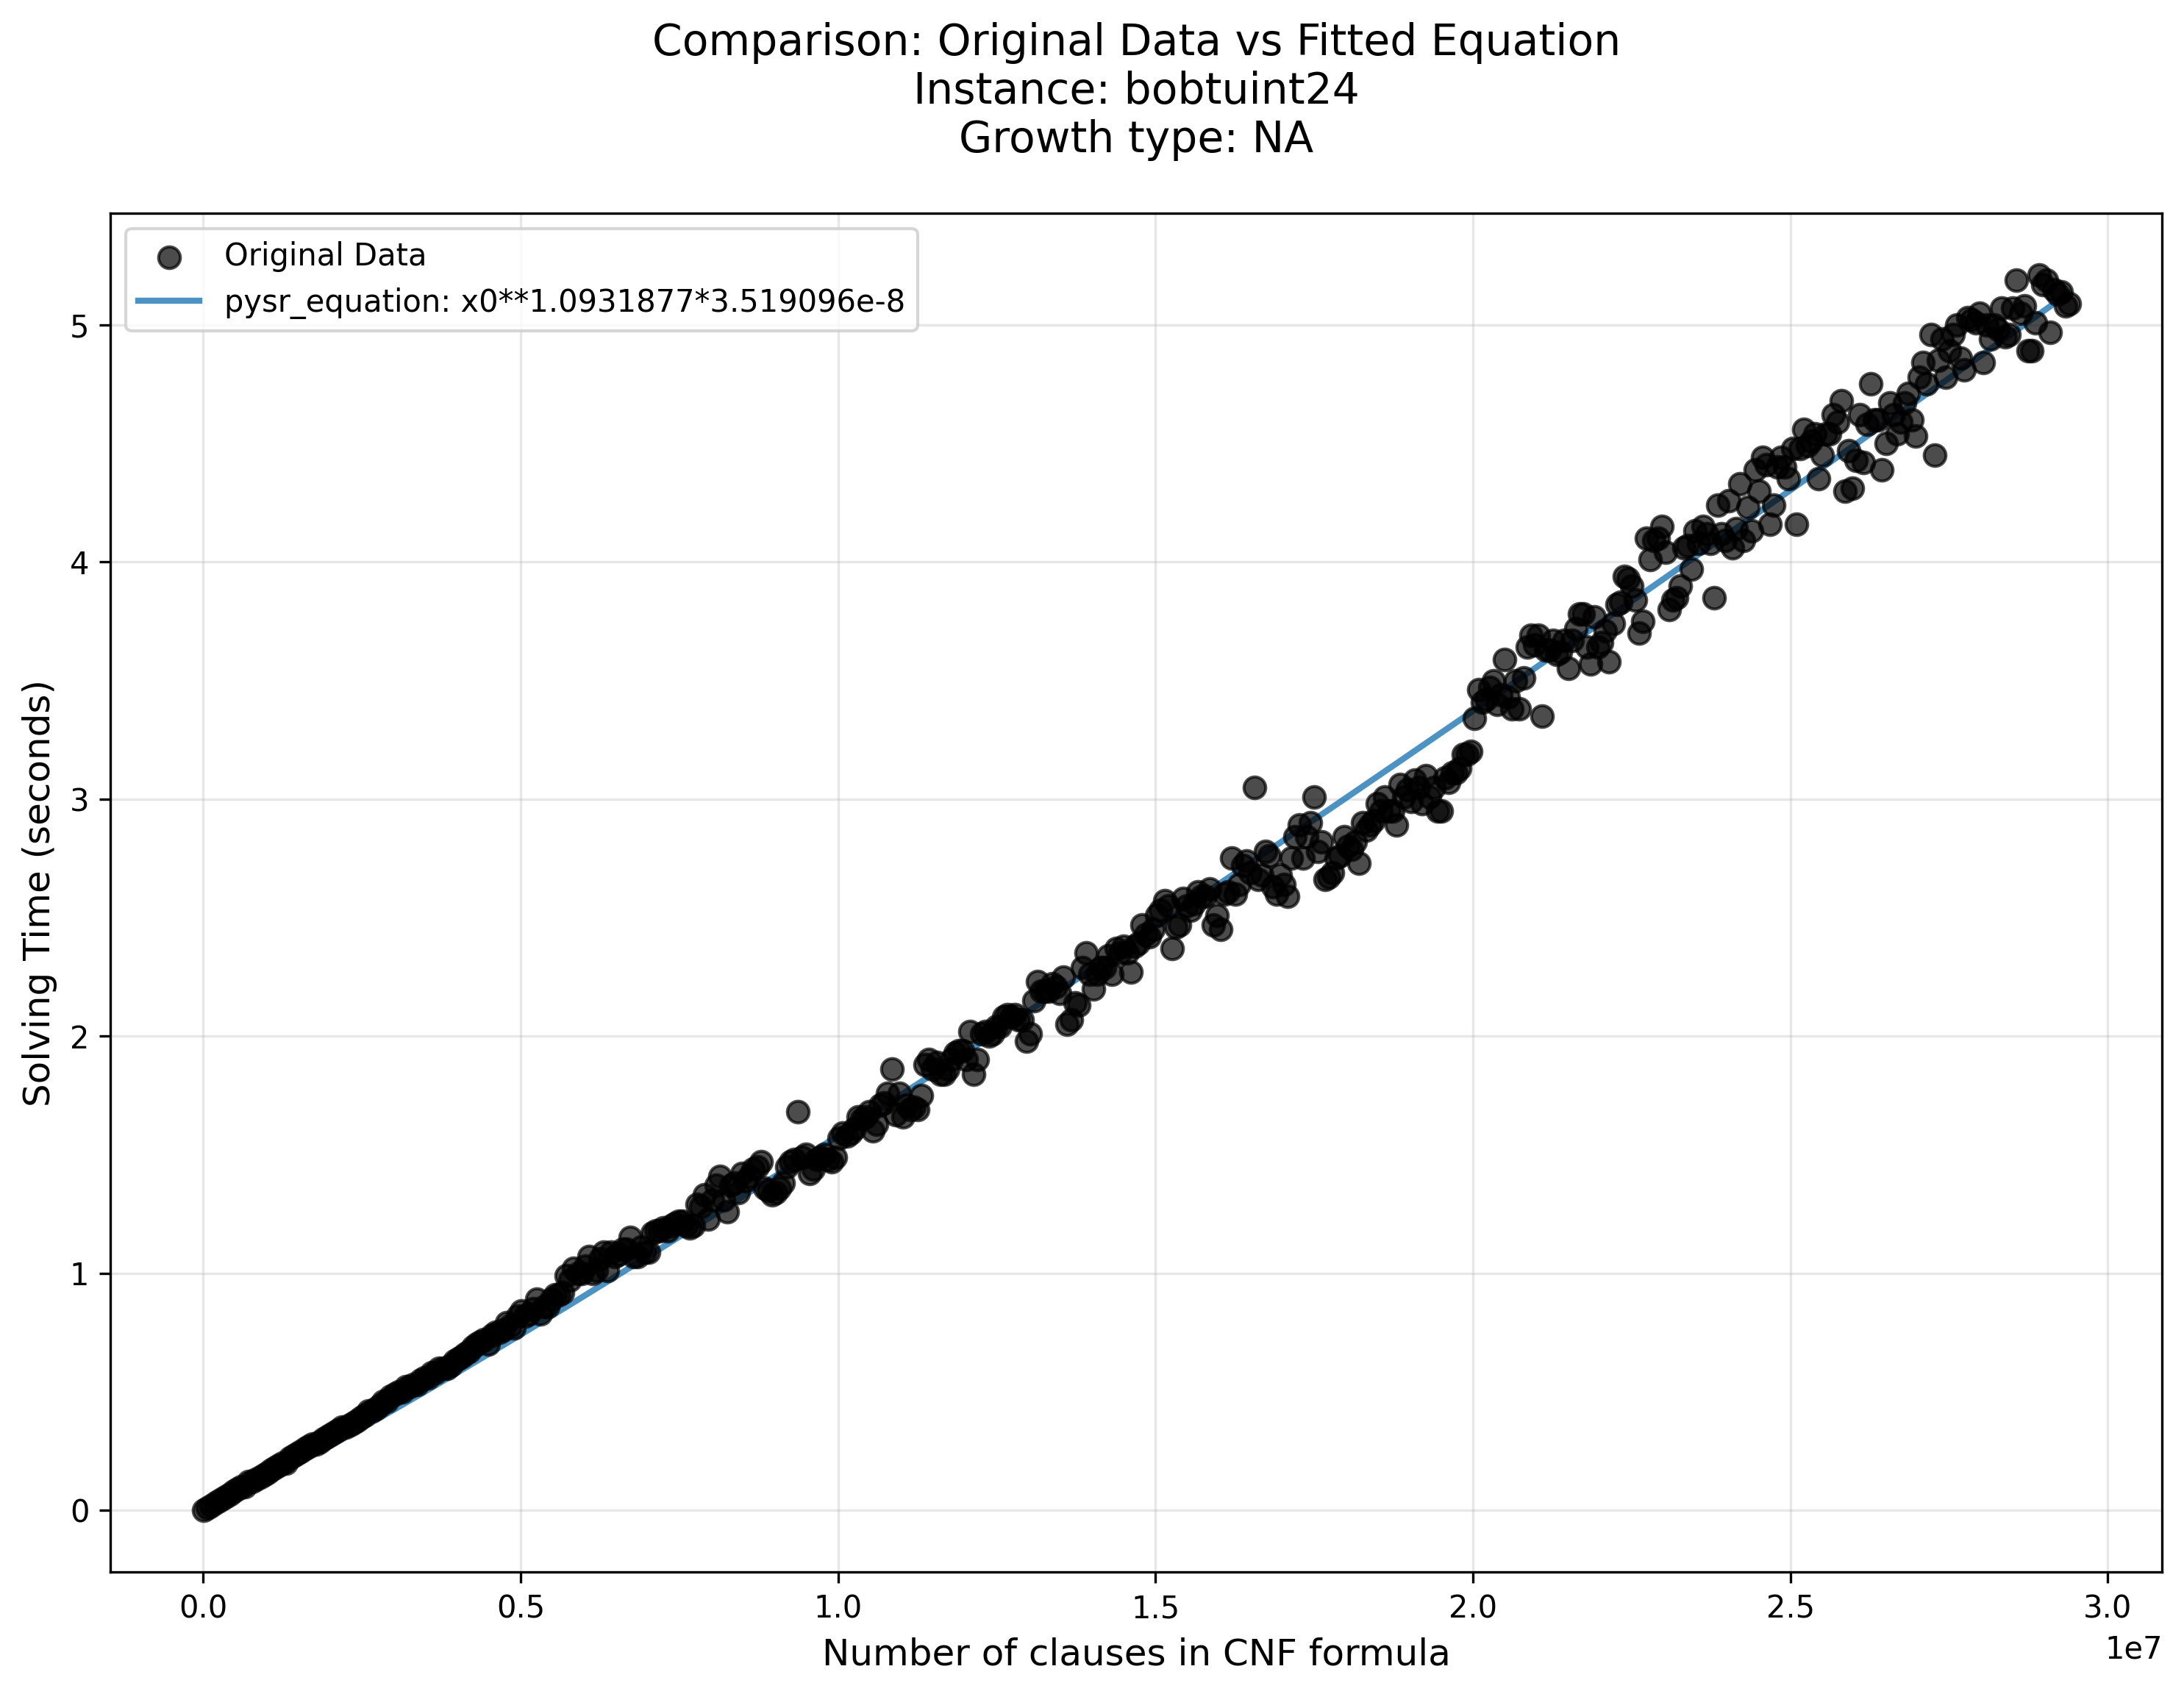 Comparison: Original Data vs Fitted Equation
Instance: bobtuint24
Growth type: NA
Original Data
pysr_equation: x0**1.0931877*3.519096e-8
5
4
3
2
1
0
Solving Time (seconds)
0.0 0.5 1.0 1.5 2.0 2.5 3.0
1e7
Number of clauses in CNF formula